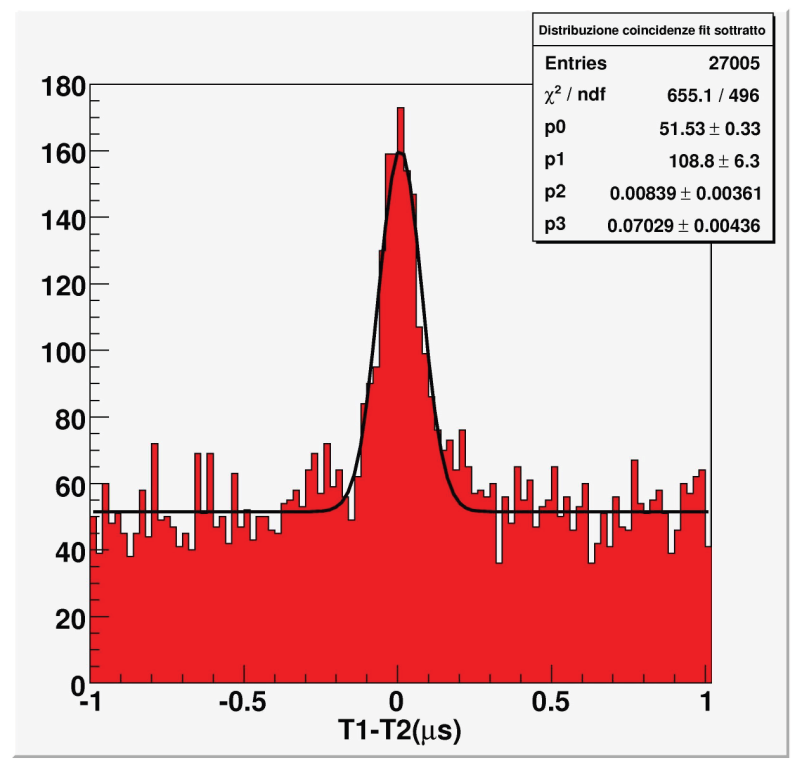 Distribuzione coincidenze fit sottratto
Entries 27005
χ² / ndf 655.1 / 496
p0 51.53 ± 0.33
p1 108.8 ± 6.3
p2 0.00839 ± 0.00361
p3 0.07029 ± 0.00436
180
160
140
120
100
80
60
40
20
0
-1 -0.5 0 0.5 1
T1-T2(μs)